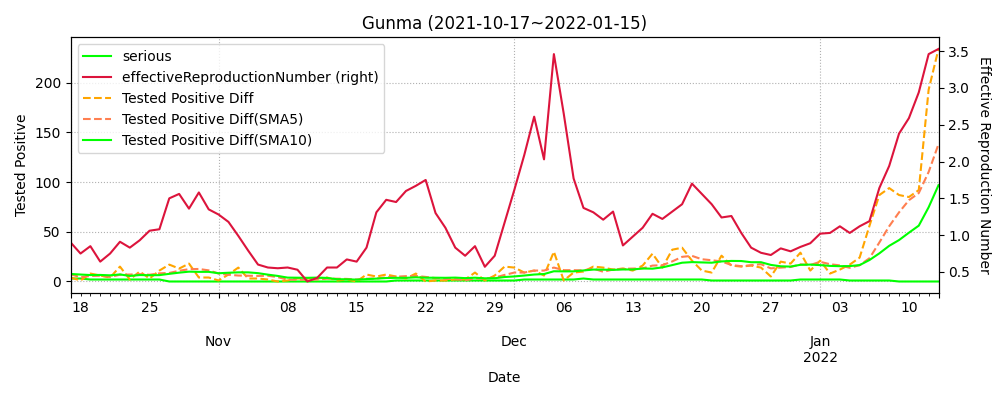 Gunma (2021-10-17~2022-01-15)
serious
effectiveReproductionNumber (right)
Tested Positive Diff
Tested Positive Diff(SMA5)
Tested Positive Diff(SMA10)
Tested Positive
200
150
100
50
0
3.5
3.0
2.5
2.0
1.5
1.0
0.5
Effective Reproduction Number
18 25 08 15 22 29 06 13 20 27 03 10
Nov Dec Jan
2022
Date